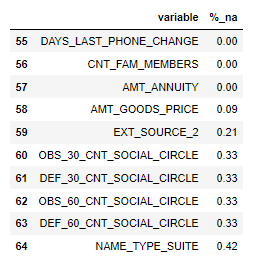 variable %_na
55 DAYS_LAST_PHONE_CHANGE 0.00
56 CNT_FAM_MEMBERS 0.00
57 AMT_ANNUITY 0.00
58 AMT_GOODS_PRICE 0.09
59 EXT_SOURCE_2 0.21
60 OBS_30_CNT_SOCIAL_CIRCLE 0.33
61 DEF_30_CNT_SOCIAL_CIRCLE 0.33
62 OBS_60_CNT_SOCIAL_CIRCLE 0.33
63 DEF_60_CNT_SOCIAL_CIRCLE 0.33
64 NAME_TYPE_SUITE 0.42